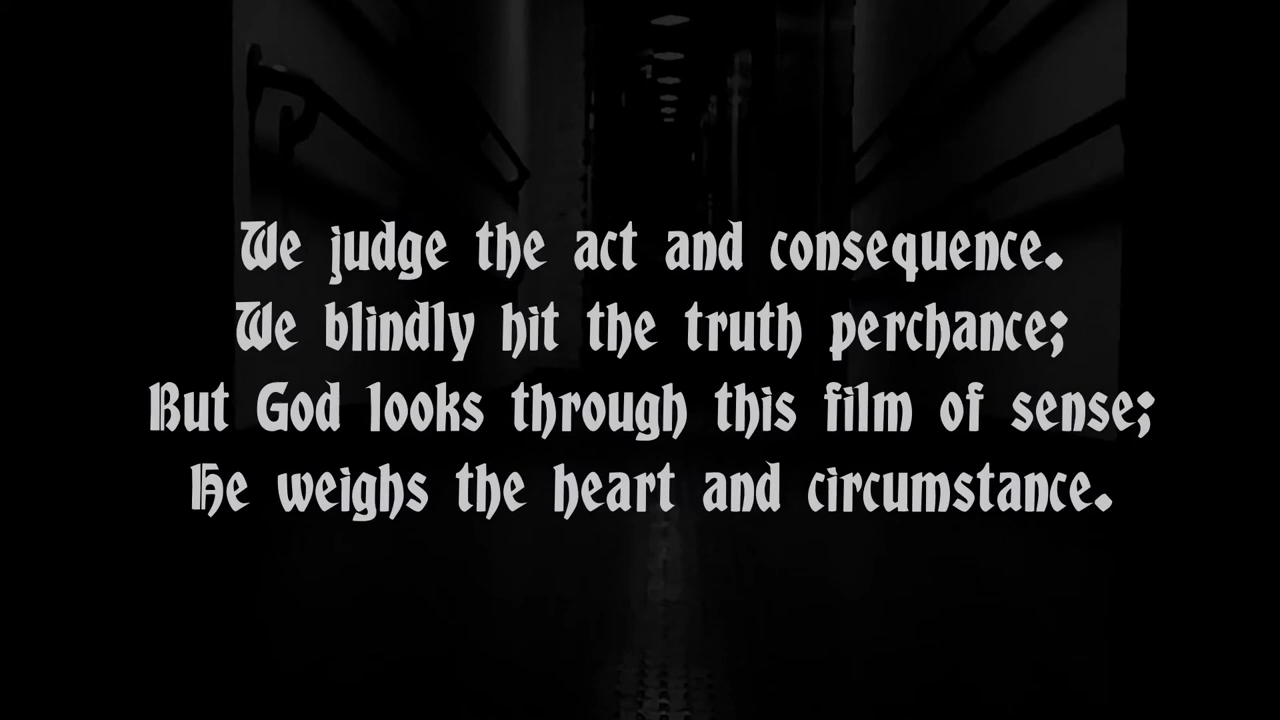 We judge the act and consequence.
We blindly hit the truth perchance;
But God looks through this film of sense;
He weighs the heart and circumstance.